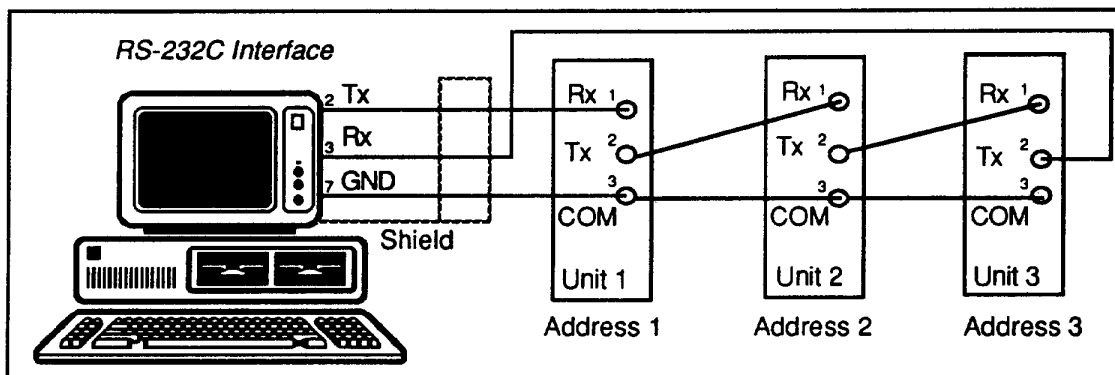 RS-232C Interface
2 Tx
3 Rx
7 GND
Shield
Rx 1
Tx 2
3
COM
Unit 1
Address 1
Rx 1
Tx 2
3
COM
Unit 2
Address 2
Rx 1
Tx 2
3
COM
Unit 3
Address 3